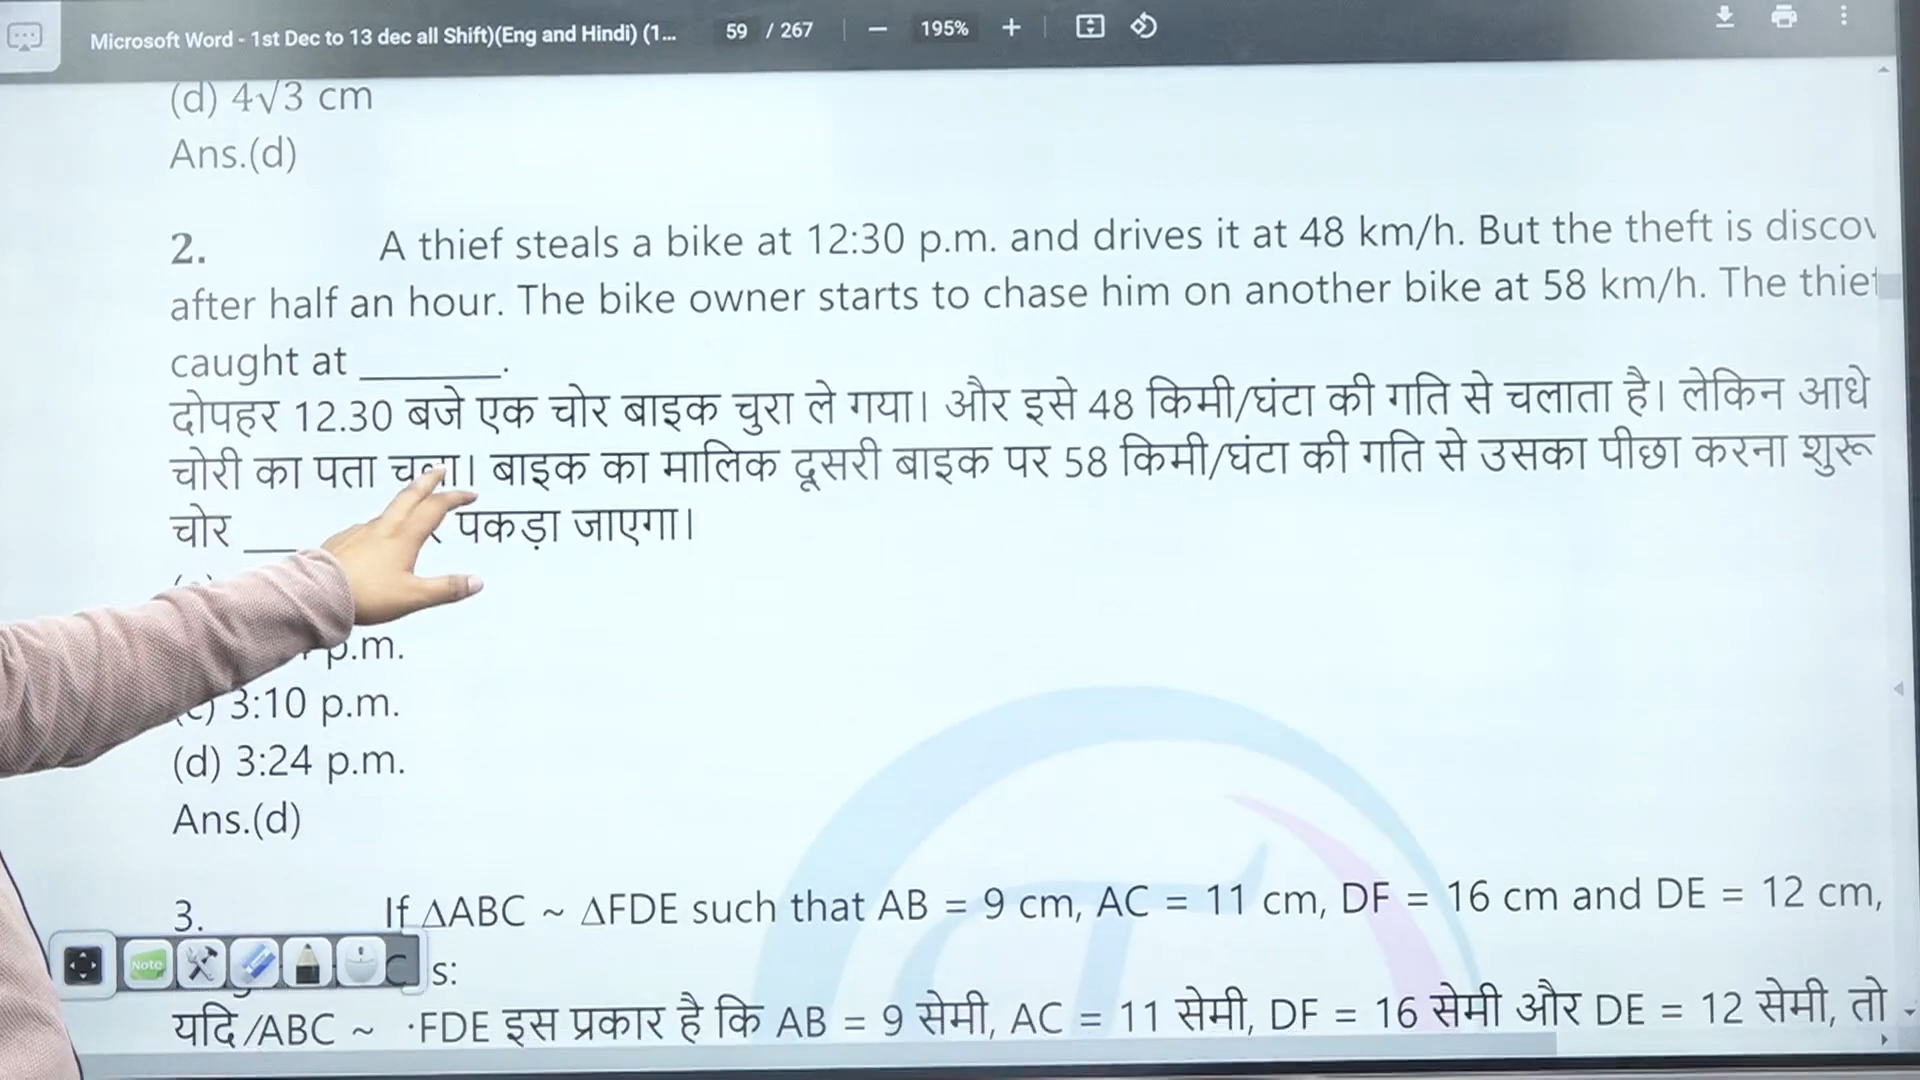 Microsoft Word - 1st Dec to 13 dec all Shift)(Eng and Hindi) (1... 59 / 267 195%
(d) 4√3 cm
Ans.(d)
2. A thief steals a bike at 12:30 p.m. and drives it at 48 km/h. But the theft is
after half an hour. The bike owner starts to chase him on another bike at 58 km/h. The
caught at _______.
दोपहर 12.30 बजे एक चोर बाइक चुरा ले गया। और इसे 48 किमी/घंटा की गति से चलाता है। लेकिन आधे
चोरी का पता चला। बाइक का मालिक दूसरी बाइक पर 58 किमी/घंटा की गति से उसका पीछा करना शुरू
चोर ___ पकड़ा जाएगा।
p.m.
(c) 3:10 p.m.
(d) 3:24 p.m.
Ans.(d)
3. If ΔABC ~ ΔFDE such that AB = 9 cm, AC = 11 cm, DF = 16 cm and DE = 12 cm,
Note s:
यदि /ABC ~ ·FDE इस प्रकार है कि AB = 9 सेमी, AC = 11 सेमी, DF = 16 सेमी और DE = 12 सेमी, तो